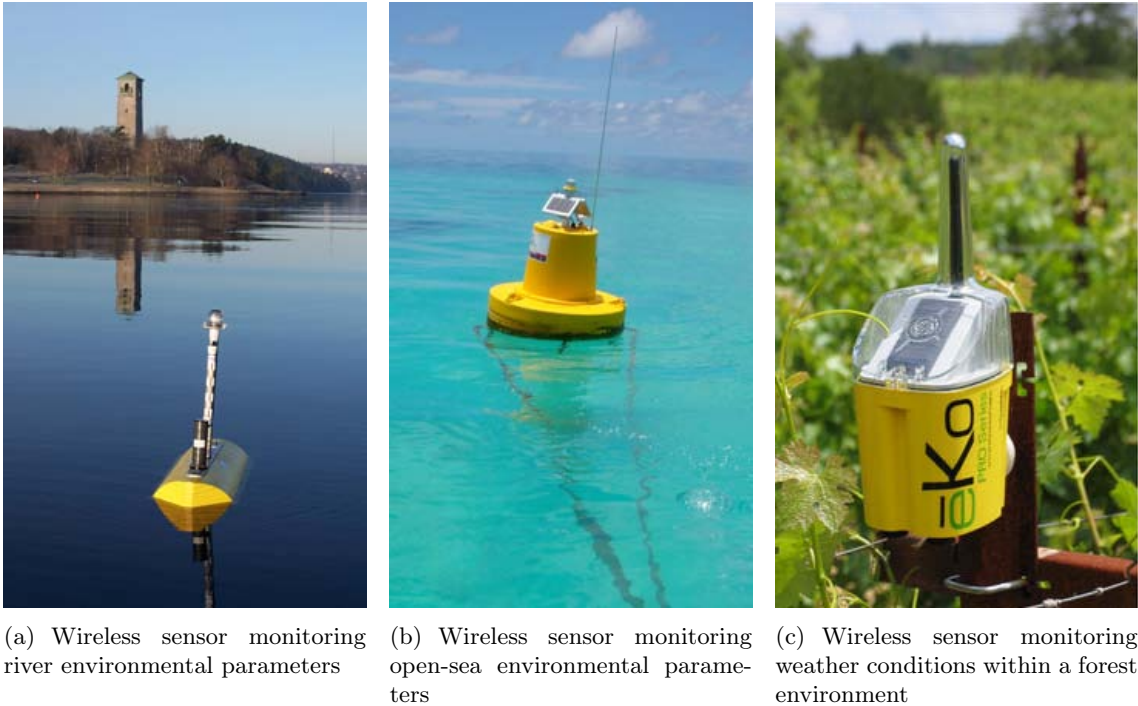 ēKo
PRO Series
(a) Wireless sensor monitoring
river environmental parameters
(b) Wireless sensor monitoring
open-sea environmental parame-
ters
(c) Wireless sensor monitoring
weather conditions within a forest
environment